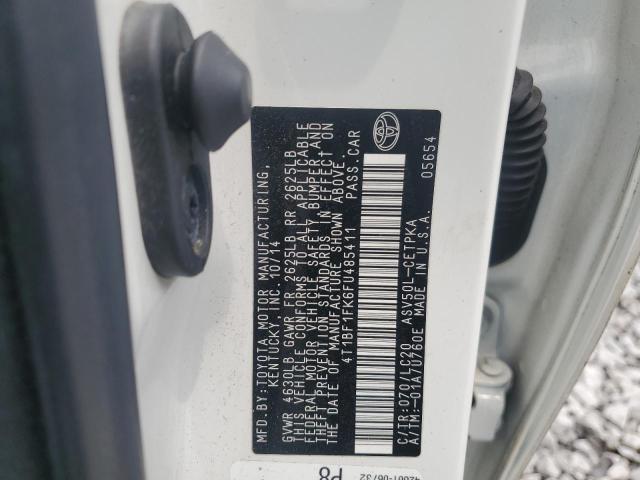 MFD.BY:TOYOTA MOTOR MANUFACTURING,
KENTUCKY, INC. 10/14
GVWR 4630LB GAWR FR 2625LB RR 2625LB
THIS VEHICLE CONFORMS TO ALL APPLICABLE
FEDERAL MOTOR VEHICLE SAFETY, BUMPER, AND
THEFT PREVENTION STANDARDS IN EFFECT ON
THE DATE OF MANUFACTURE SHOWN ABOVE.
4T1BF1FK6FU485411 PASS.CAR
C/TR:070/LC20 ASV50L-CETPKA
A/TM:-01A/U760E MADE IN U.S.A.
05654
P8